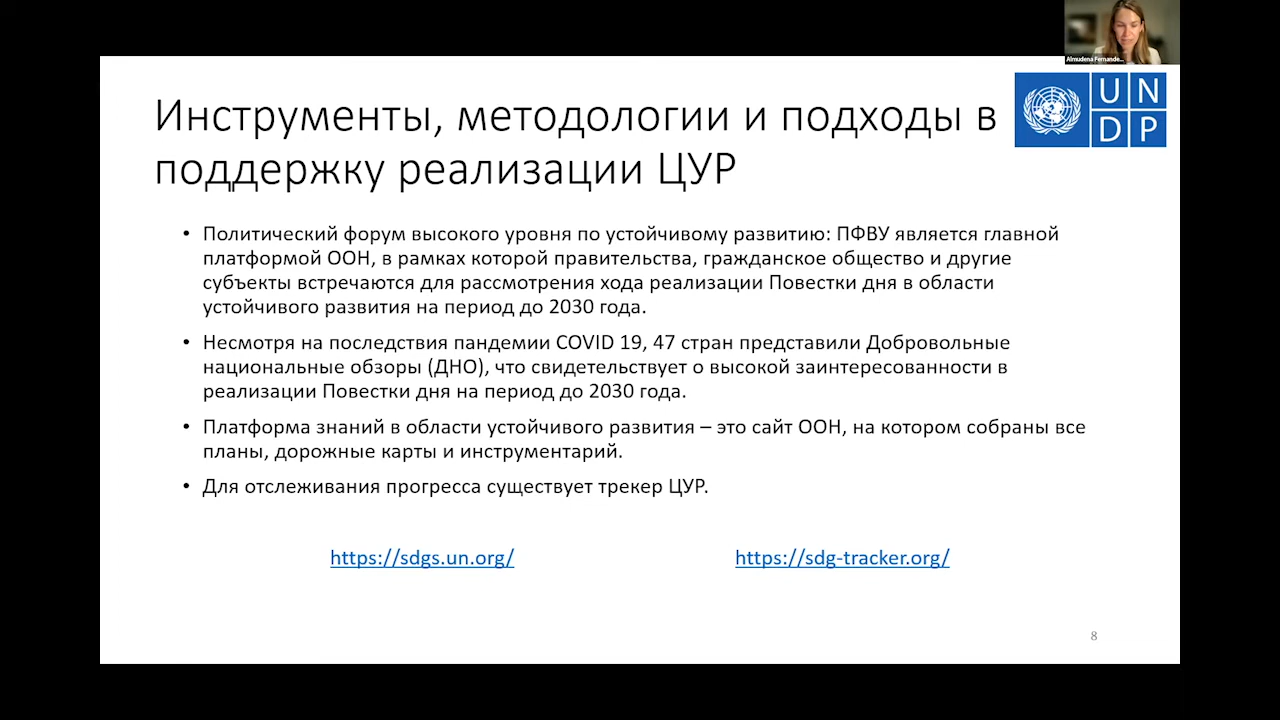 Almudena Fernande...
UN
DP
Инструменты, методологии и подходы в
поддержку реализации ЦУР
• Политический форум высокого уровня по устойчивому развитию: ПФВУ является главной
платформой ООН, в рамках которой правительства, гражданское общество и другие
субъекты встречаются для рассмотрения хода реализации Повестки дня в области
устойчивого развития на период до 2030 года.
• Несмотря на последствия пандемии COVID 19, 47 стран представили Добровольные
национальные обзоры (ДНО), что свидетельствует о высокой заинтересованности в
реализации Повестки дня на период до 2030 года.
• Платформа знаний в области устойчивого развития – это сайт ООН, на котором собраны все
планы, дорожные карты и инструментарий.
• Для отслеживания прогресса существует трекер ЦУР.
https://sdgs.un.org/ https://sdg-tracker.org/
8